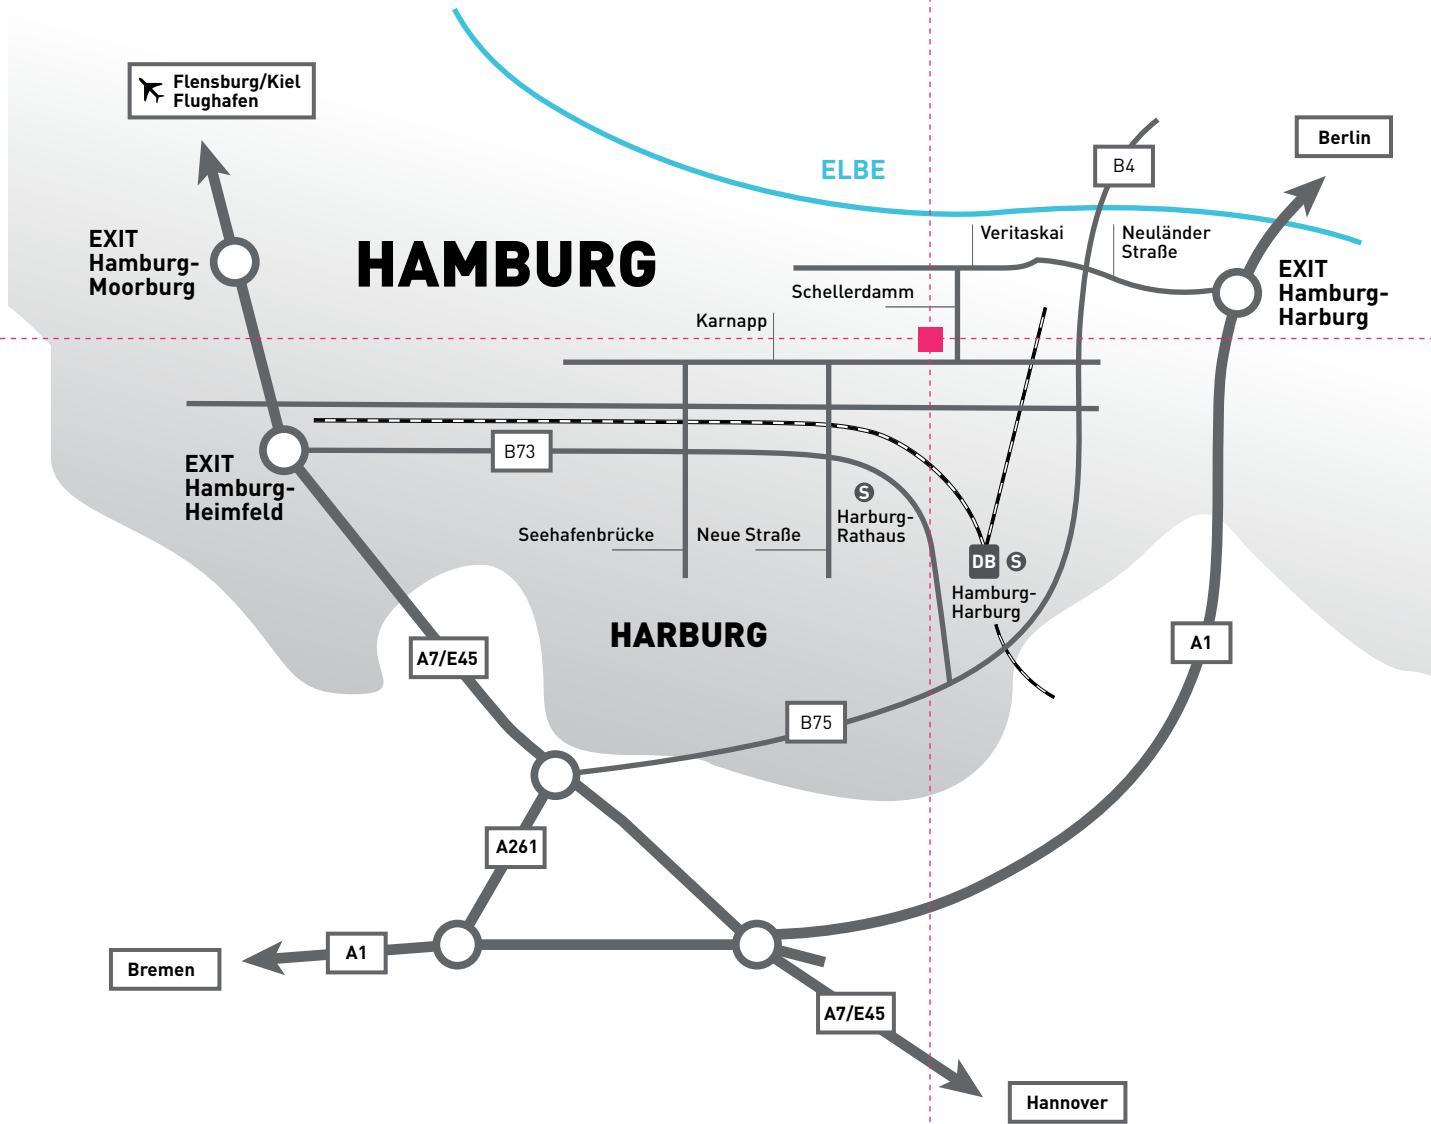 Flensburg/Kiel
Flughafen
Berlin
B4
ELBE
Veritaskai
Neuländer
Straße
EXIT
Hamburg-
Moorburg
HAMBURG
EXIT
Hamburg-
Harburg
Schellerdamm
Karnapp
B73
EXIT
Hamburg-
Heimfeld
S
Harburg-
Rathaus
Seehafenbrücke
Neue Straße
DB
S
Hamburg-
Harburg
HARBURG
A7/E45
A1
B75
A261
A1
Bremen
A7/E45
Hannover